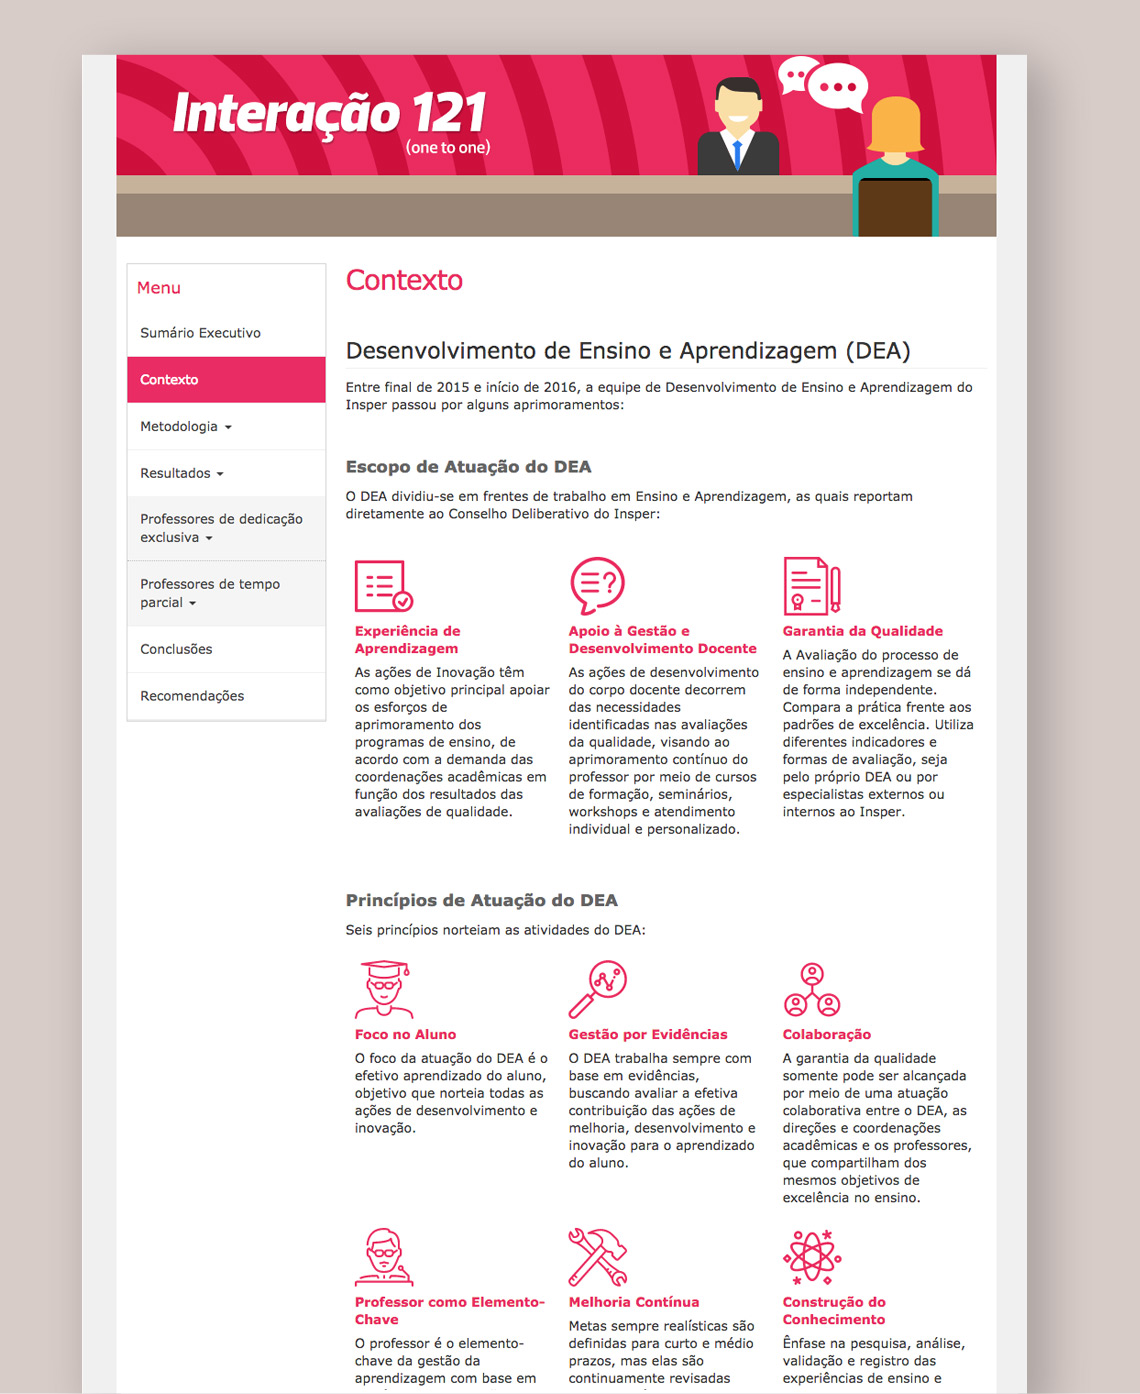 Interação 121
(one to one)
Menu
Sumário Executivo
Contexto
Metodologia
Resultados
Professores de dedicação
exclusiva
Professores de tempo
parcial
Conclusões
Recomendações
Contexto
Desenvolvimento de Ensino e Aprendizagem (DEA)
Entre final de 2015 e início de 2016, a equipe de Desenvolvimento de Ensino e Aprendizagem do
Insper passou por alguns aprimoramentos:
Escopo de Atuação do DEA
O DEA dividiu-se em frentes de trabalho em Ensino e Aprendizagem, as quais reportam
diretamente ao Conselho Deliberativo do Insper:
Experiência de
Aprendizagem
As ações de Inovação têm
como objetivo principal apoiar
os esforços de
aprimoramento dos
programas de ensino, de
acordo com a demanda das
coordenações acadêmicas em
função dos resultados das
avaliações de qualidade.
Apoio à Gestão e
Desenvolvimento Docente
As ações de desenvolvimento
do corpo docente decorrem
das necessidades
identificadas nas avaliações
da qualidade, visando ao
aprimoramento contínuo do
professor por meio de cursos
de formação, seminários,
workshops e atendimento
individual e personalizado.
Garantia da Qualidade
A Avaliação do processo de
ensino e aprendizagem se dá
de forma independente.
Compara a prática frente aos
padrões de excelência. Utiliza
diferentes indicadores e
formas de avaliação, seja
pelo próprio DEA ou por
especialistas externos ou
internos ao Insper.
Princípios de Atuação do DEA
Seis princípios norteiam as atividades do DEA:
Foco no Aluno
O foco da atuação do DEA é o
efetivo aprendizado do aluno,
objetivo que norteia todas as
ações de desenvolvimento e
inovação.
Gestão por Evidências
O DEA trabalha sempre com
base em evidências,
buscando avaliar a efetiva
contribuição das ações de
melhoria, desenvolvimento e
inovação para o aprendizado
do aluno.
Colaboração
A garantia da qualidade
somente pode ser alcançada
por meio de uma atuação
colaborativa entre o DEA, as
direções e coordenações
acadêmicas e os professores,
que compartilham dos
mesmos objetivos de
excelência no ensino.
Professor como Elemento-
Chave
O professor é o elemento-
chave da gestão da
aprendizagem com base em
Melhoria Contínua
Metas sempre realísticas são
definidas para curto e médio
prazos, mas elas são
continuamente revisadas
Construção do
Conhecimento
Ênfase na pesquisa, análise,
validação e registro das
experiências de ensino e